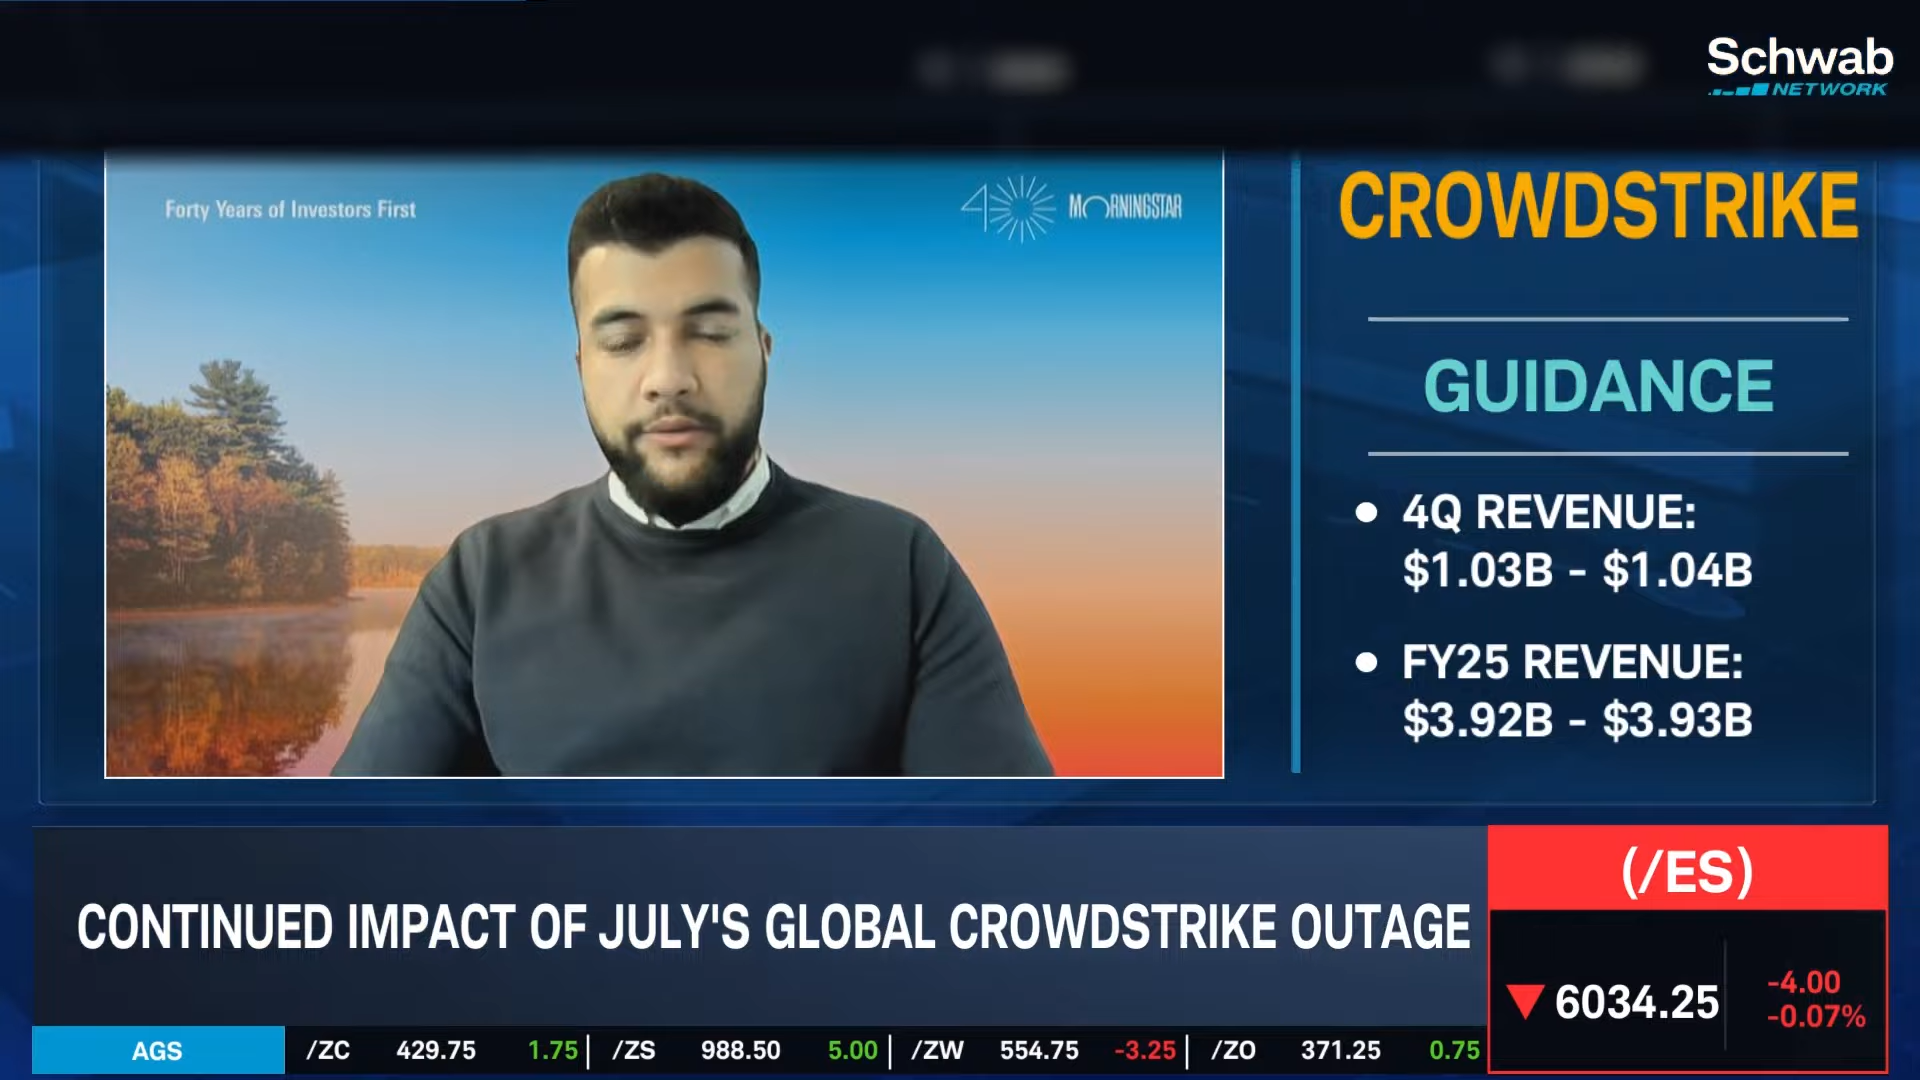 Schwab
NETWORK
Forty Years of Investors First
40 MORNINGSTAR
CROWDSTRIKE
GUIDANCE
• 4Q REVENUE:
$1.03B - $1.04B
• FY25 REVENUE:
$3.92B - $3.93B
CONTINUED IMPACT OF JULY'S GLOBAL CROWDSTRIKE OUTAGE
(/ES)
▼ 6034.25
-4.00
-0.07%
AGS /ZC 429.75 1.75 | /ZS 988.50 5.00 | /ZW 554.75 -3.25 | /ZO 371.25 0.75